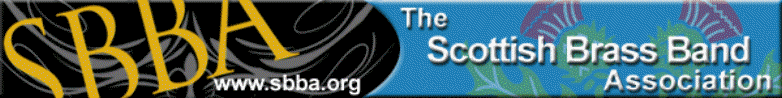 SBBA
www.sbba.org
The
Scottish Brass Band
Association